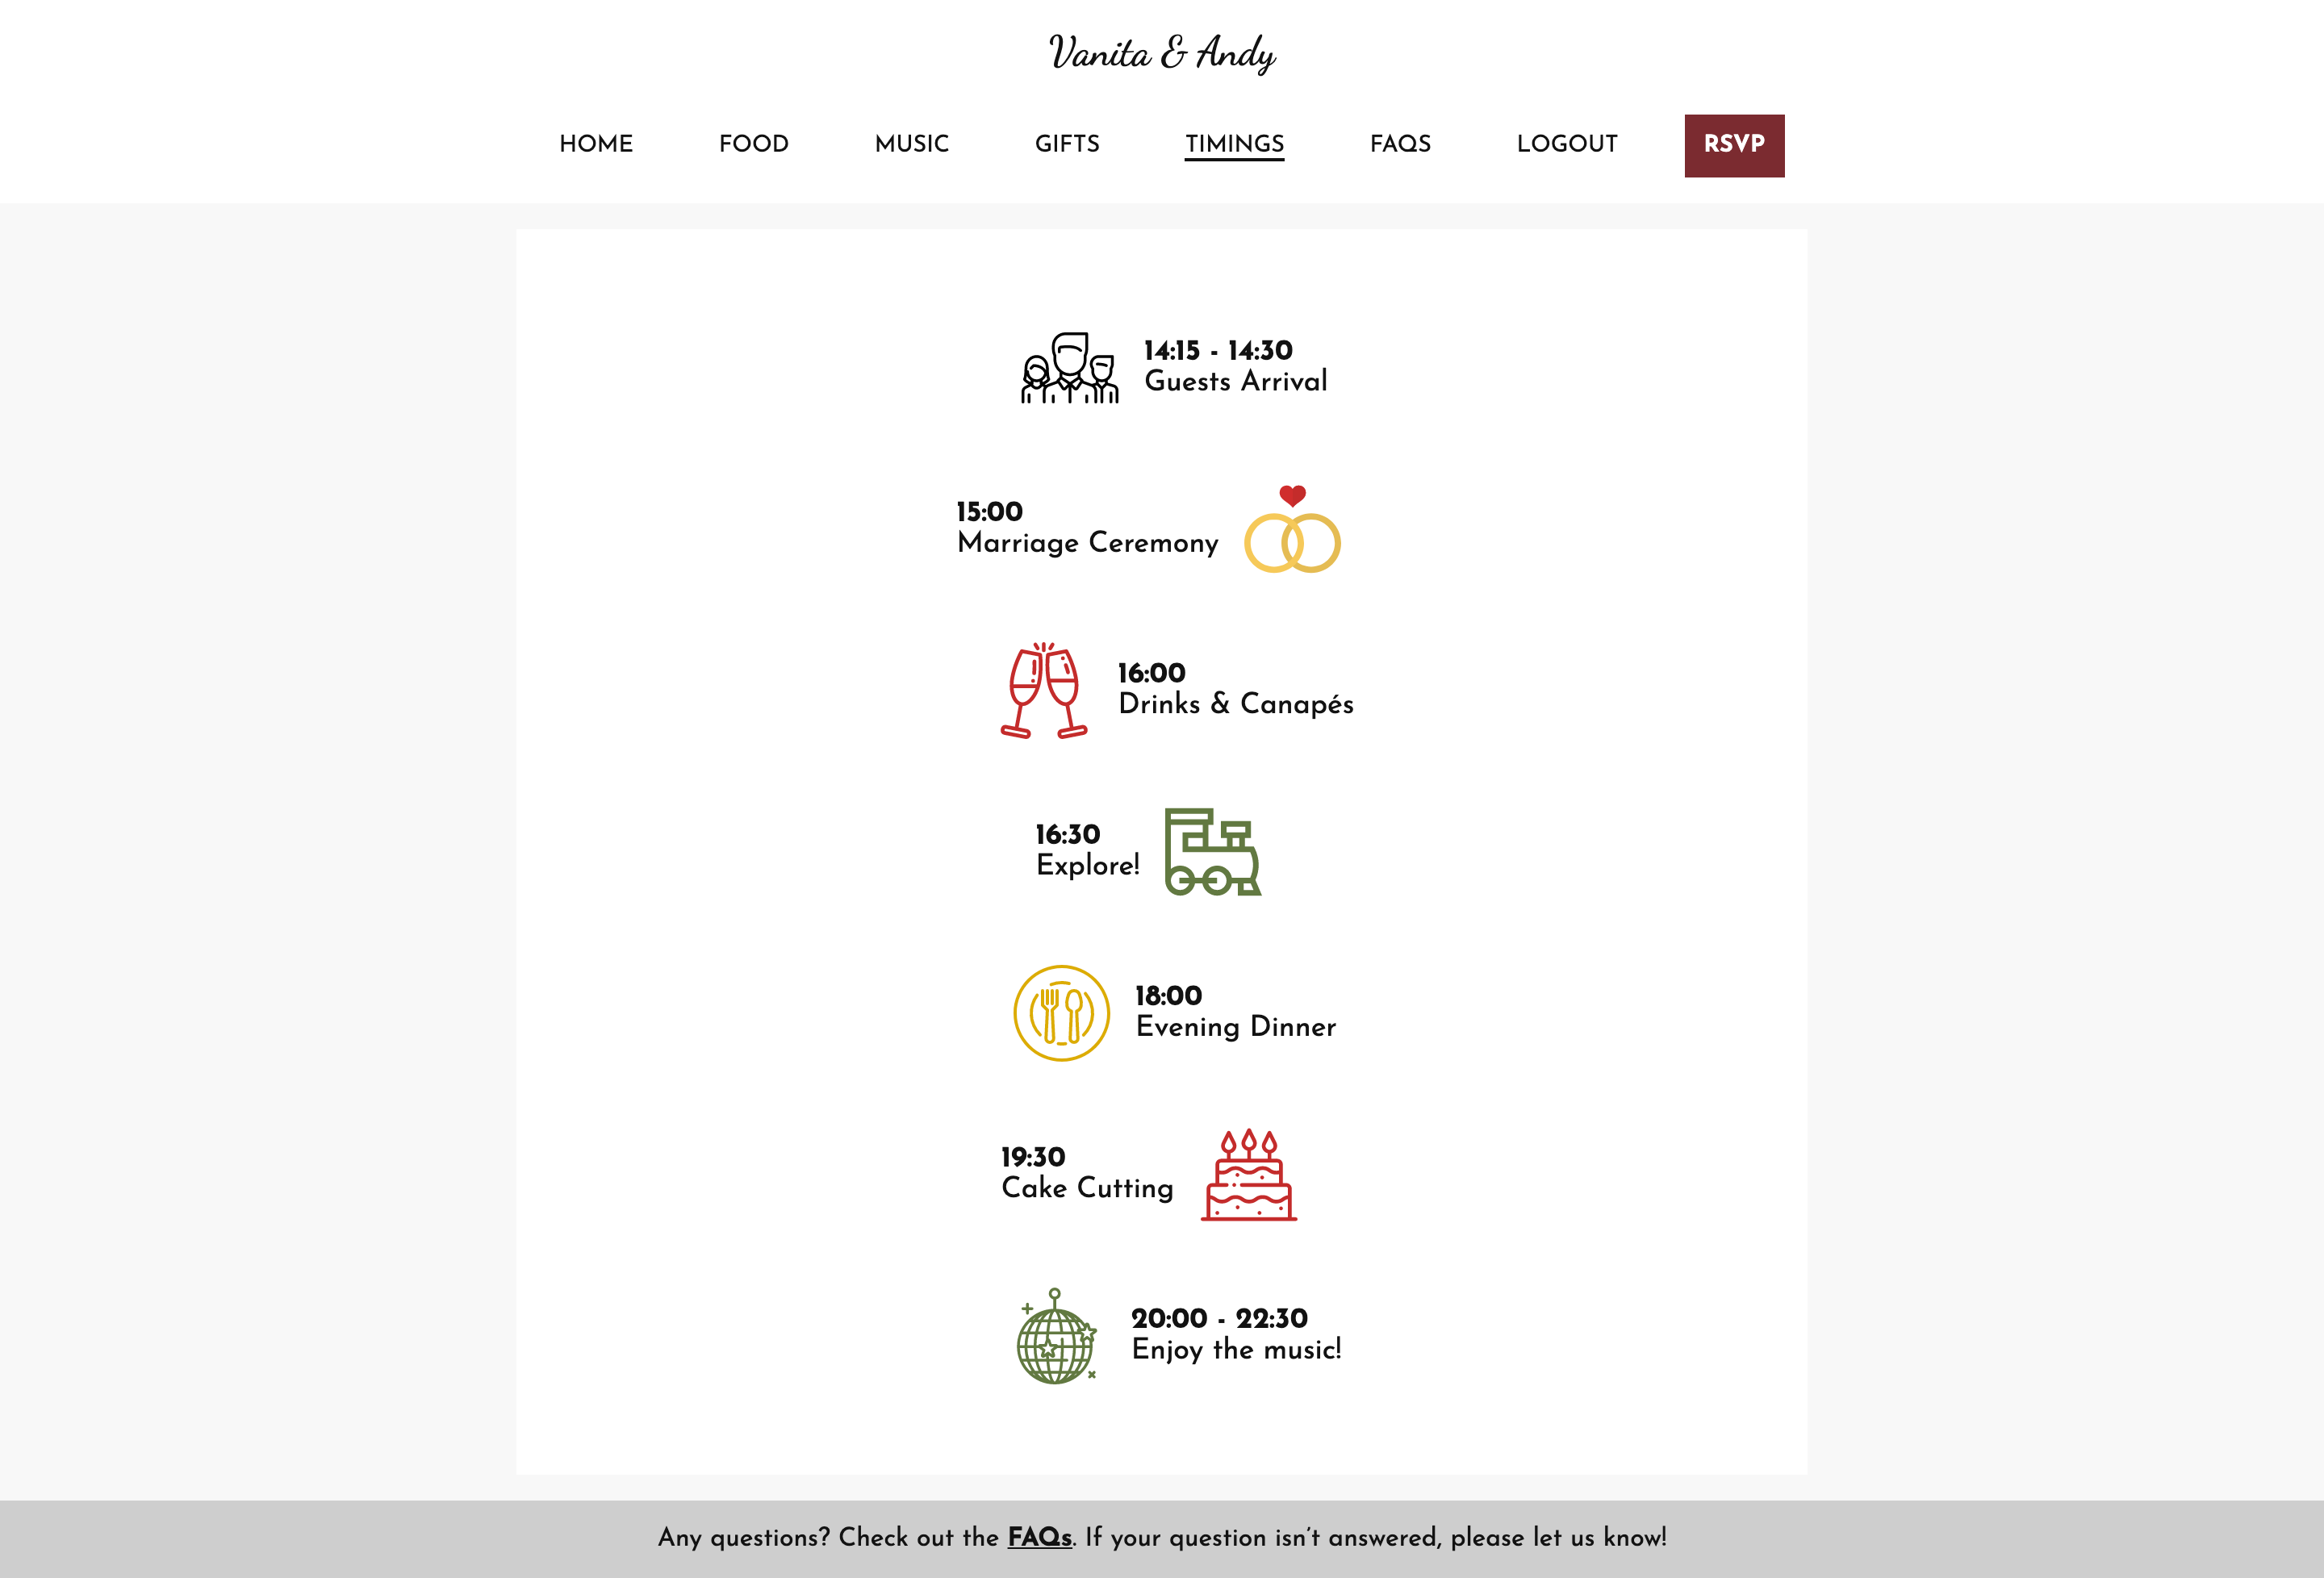 Vanita & Andy
HOME FOOD MUSIC GIFTS TIMINGS FAQS LOGOUT RSVP
14:15 - 14:30
Guests Arrival
15:00
Marriage Ceremony
16:00
Drinks & Canapés
16:30
Explore!
18:00
Evening Dinner
19:30
Cake Cutting
20:00 - 22:30
Enjoy the music!
Any questions? Check out the FAQs. If your question isn't answered, please let us know!